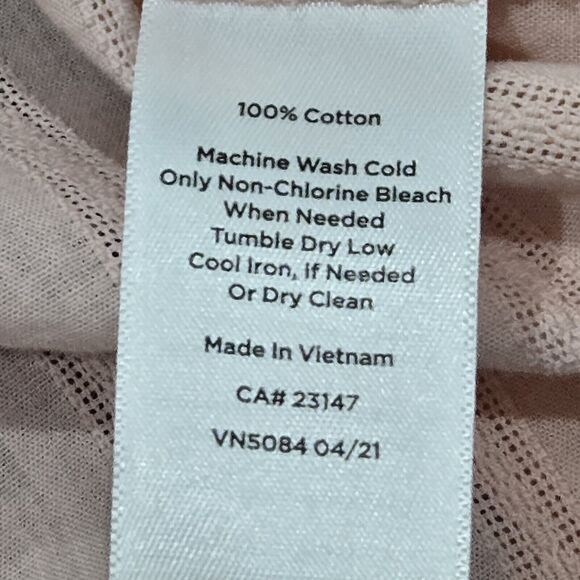 100% Cotton
Machine Wash Cold
Only Non-Chlorine Bleach
When Needed
Tumble Dry Low
Cool Iron, If Needed
Or Dry Clean
Made In Vietnam
CA# 23147
VN5084 04/21